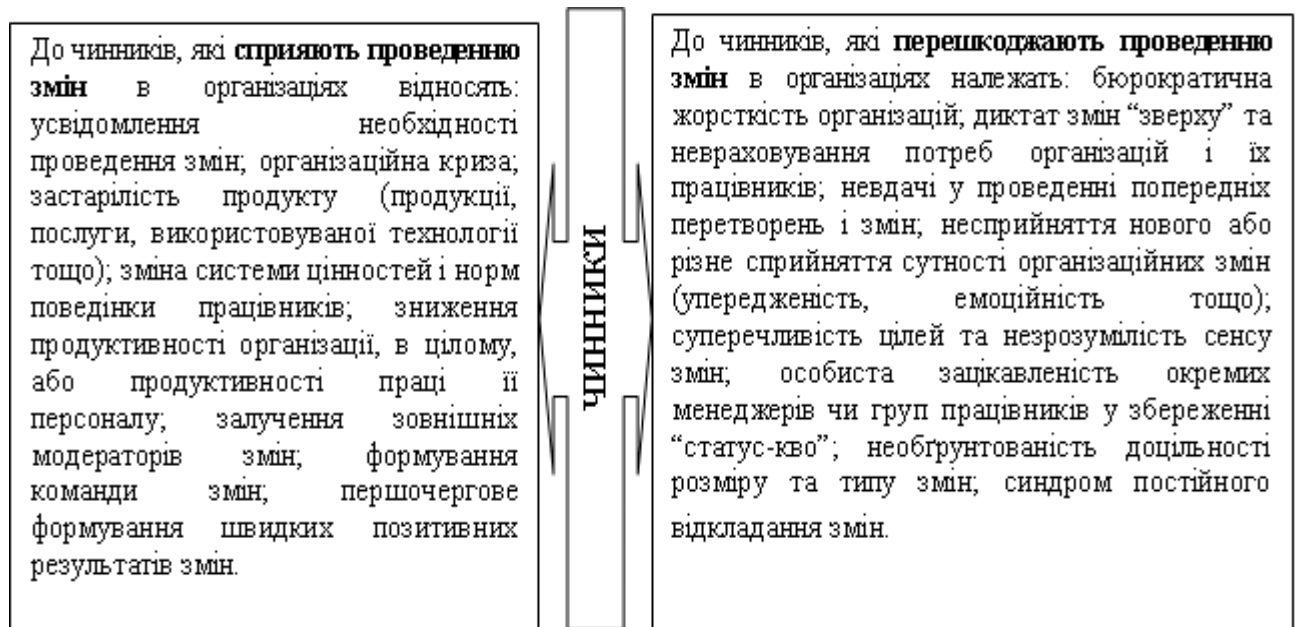 До чинників, які сприяють проведенню
змін в організаціях відносять:
усвідомлення необхідності
проведення змін; організаційна криза;
застарілість продукту (продукції,
послуги, використовуваної технології
тощо); зміна системи цінностей і норм
поведінки працівників; зниження
продуктивності організації, в цілому,
або продуктивності праці її
персоналу; залучення зовнішніх
модераторів змін; формування
команди змін; першочергове
формування швидких позитивних
результатів змін.
ЧИННИКИ
До чинників, які перешкоджають проведенню
змін в організаціях належать: бюрократична
жорсткість організацій; диктат змін “зверху” та
неврахову​вання потреб організацій і їх
працівників; невдачі у проведенні попередніх
перетворень і змін; несприйняття нового або
різне сприйняття сутності організаційних змін
(упередженість, емоційність тощо);
суперечливість цілей та незрозумілість сенсу
змін; особиста зацікавленість окремих
менеджерів чи груп працівників у збереженні
“статус-кво”; необґрунтованість доцільності
розміру та типу змін; синдром постійного
відкладання змін.